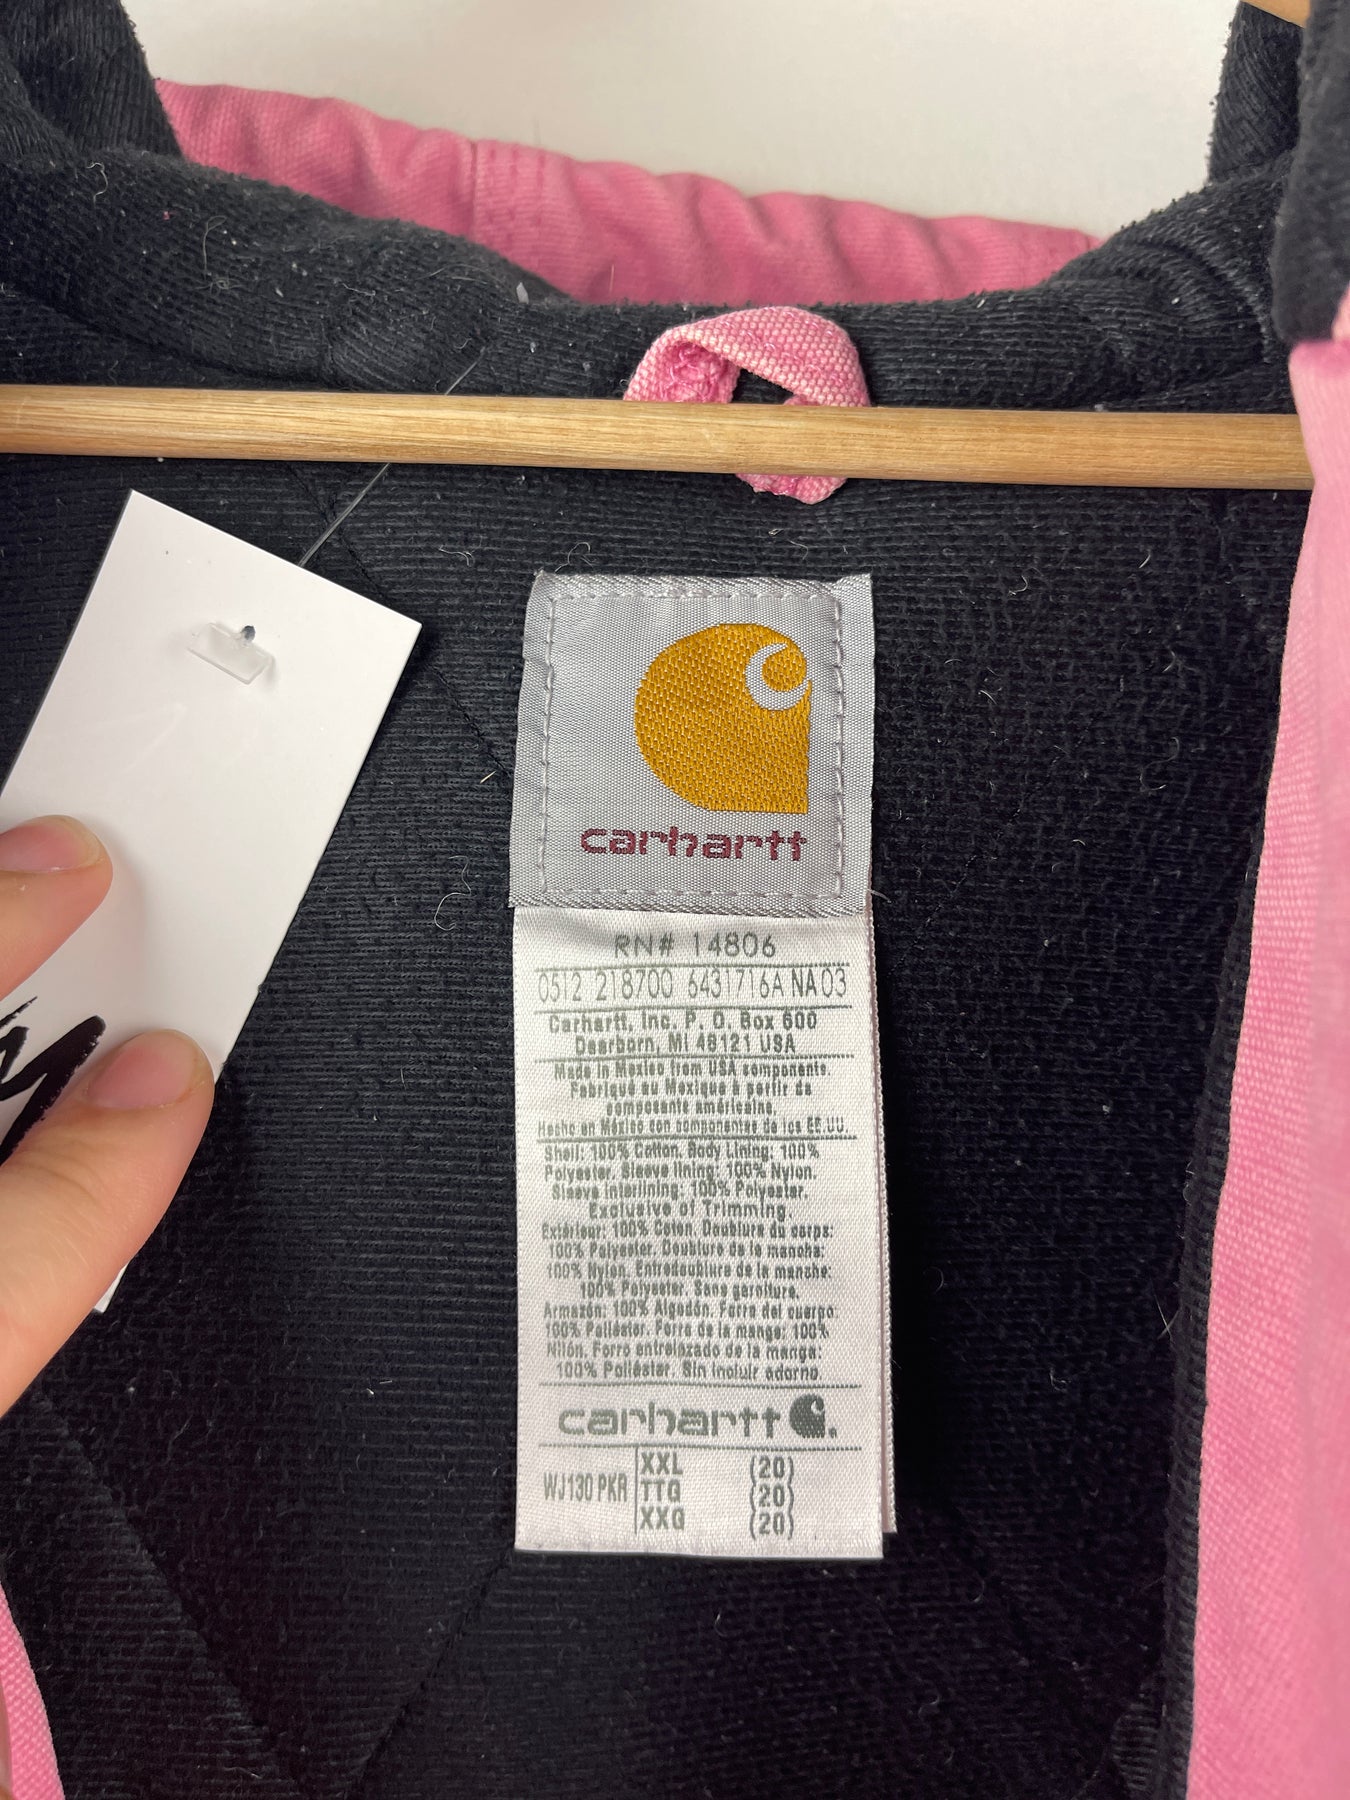 carhartt
RN# 14806
0512 218700 6431716A NA03
Carhartt, Inc. P. O. Box 600
Dearborn, MI 48121 USA
Made in Mexico from USA components.
Fabriqué au Mexique à partir de
composants américains.
Hecho en México con componentes de los EE.UU.
Shell: 100% Cotton. Body Lining: 100%
Polyester. Sleeve lining: 100% Nylon.
Sleeve Interlining: 100% Polyester.
Exclusive of Trimming.
Extérieur: 100% Coton. Doublure du corps:
100% Polyester. Doublure de la manche:
100% Nylon. Entredoublure de la manche:
100% Polyester. Sans garniture.
Armazón: 100% Algodón. Forro del cuerpo
100% Poliéster. Forro de la manga: 100%
Nilón. Forro entrelazado de la manga:
100% Poliéster. Sin incluir adorno.
carhartt
WJ130 PKR XXL (20)
TTG (20)
XXG (20)